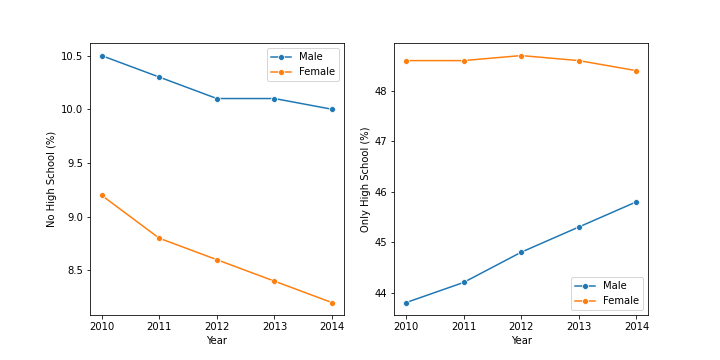 No High School (%)
10.5
10.0
9.5
9.0
8.5
2010 2011 2012 2013 2014
Year
Male
Female
Only High School (%)
48
47
46
45
44
2010 2011 2012 2013 2014
Year
Male
Female